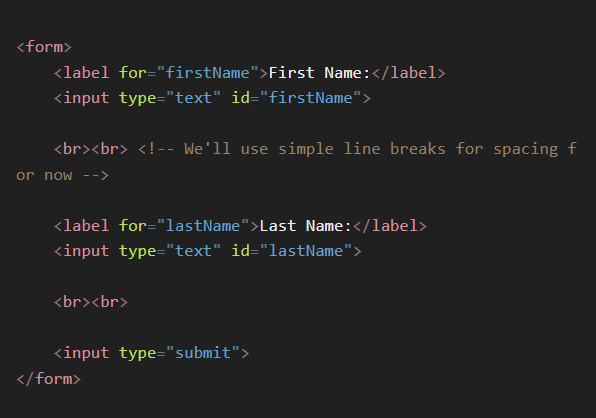 <form>
    <label for="firstName">First Name:</label>
    <input type="text" id="firstName">
    <br><br> <!-- We'll use simple line breaks for spacing f
or now -->
    <label for="lastName">Last Name:</label>
    <input type="text" id="lastName">
    <br><br>
    <input type="submit">
</form>